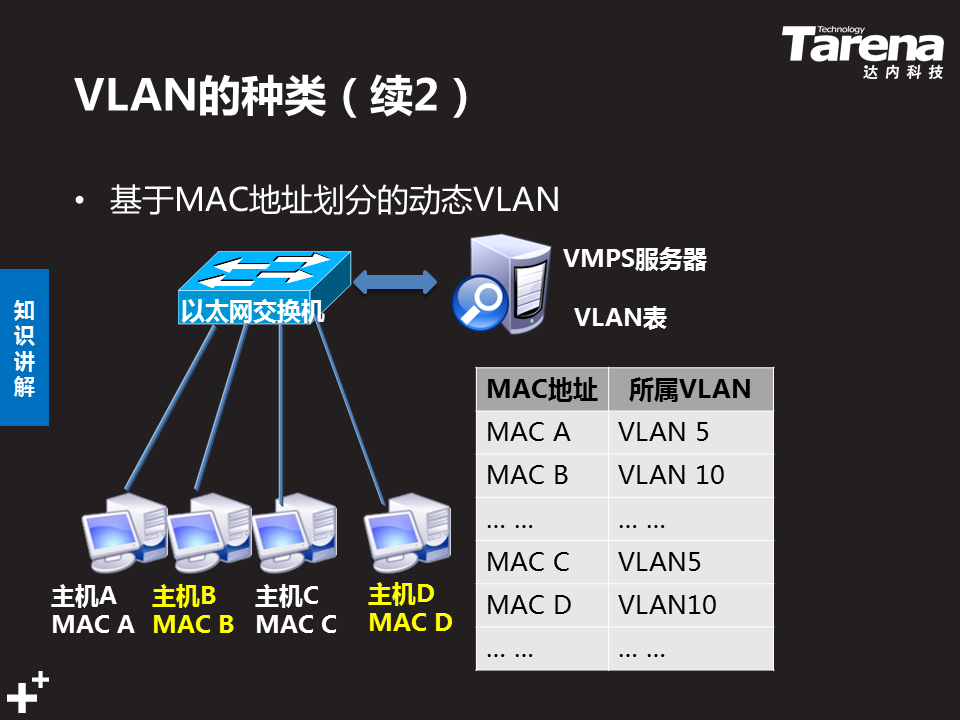 Technology
Tarena
达内科技
VLAN的种类（续2）
• 基于MAC地址划分的动态VLAN
知识讲解
以太网交换机
VMPS服务器
VLAN表
MAC地址 所属VLAN
MAC A VLAN 5
MAC B VLAN 10
... ... ... ...
MAC C VLAN5
MAC D VLAN10
... ... ... ...
主机A 主机B 主机C 主机D
MAC A MAC B MAC C MAC D